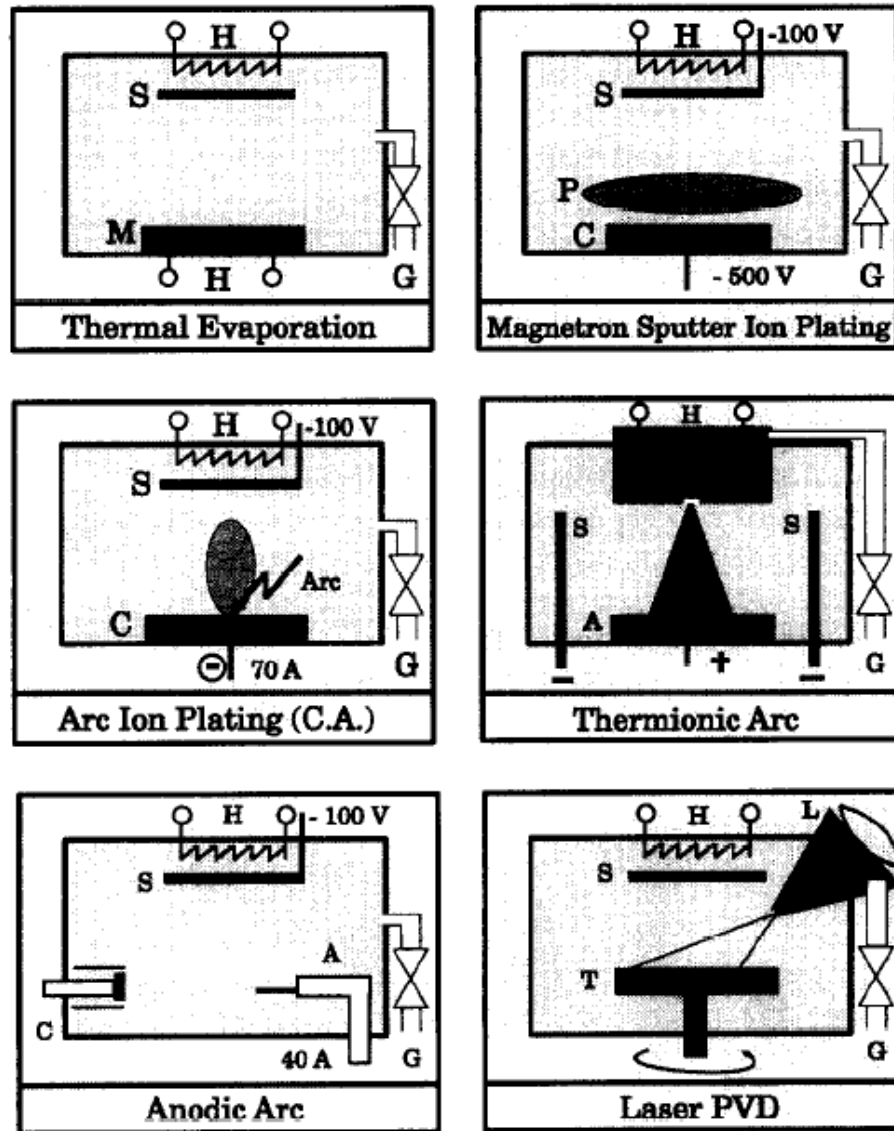 H
S
M
H
G
Thermal Evaporation
H
-100 V
S
P
C
- 500 V
G
Magnetron Sputter Ion Plating
H
-100 V
S
Arc
C
70 A
G
Arc Ion Plating (C.A.)
H
S
S
A
+
G
Thermionic Arc
H
- 100 V
S
A
C
40 A
G
Anodic Arc
H
L
S
T
G
Laser PVD